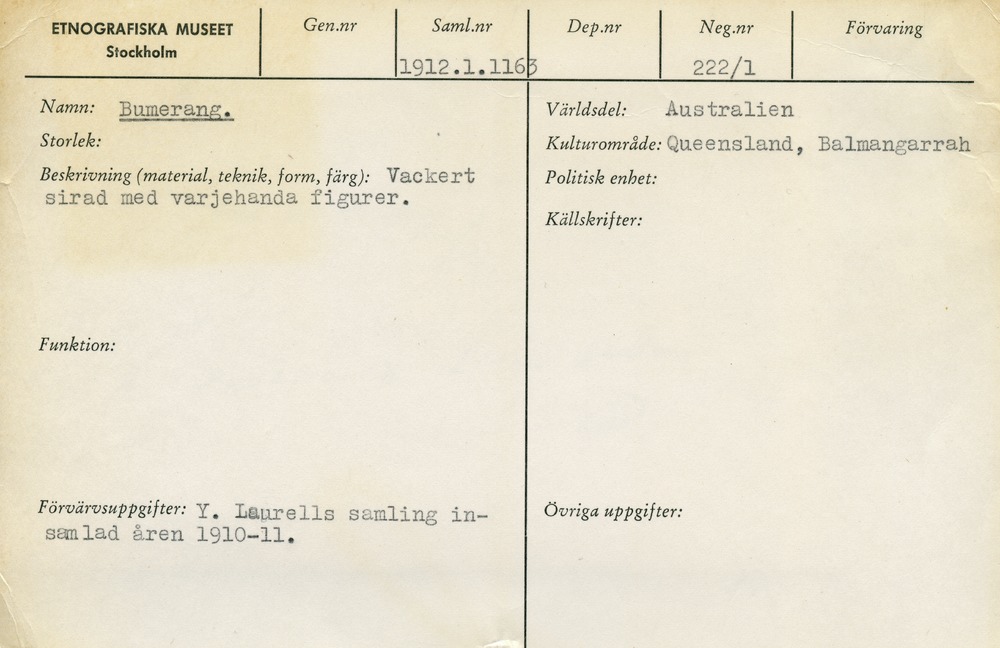 ETNOGRAFISKA MUSEET
Stockholm
Gen.nr
Saml.nr
1912.1.1163
Dep.nr
Neg.nr
222/1
Förvaring
Namn: Bumerang.
Storlek:
Beskrivning (material, teknik, form, färg): Vackert
sirad med varjehanda figurer.
Funktion:
Förvärvsuppgifter: Y. Laurells samling in-
samlad åren 1910-11.
Världsdel: Australien
Kulturområde: Queensland, Balmangarrah
Politisk enhet:
Källskrifter:
Övriga uppgifter: